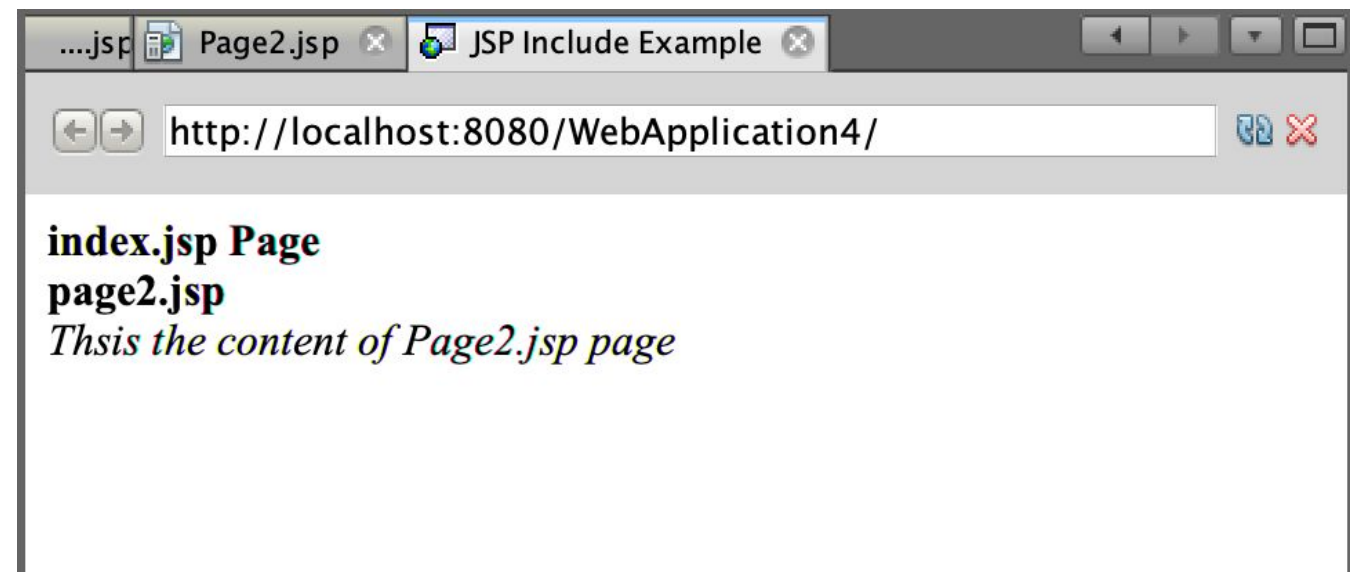 ....jsp Page2.jsp JSP Include Example
http://localhost:8080/WebApplication4/
index.jsp Page
page2.jsp
Thsis the content of Page2.jsp page